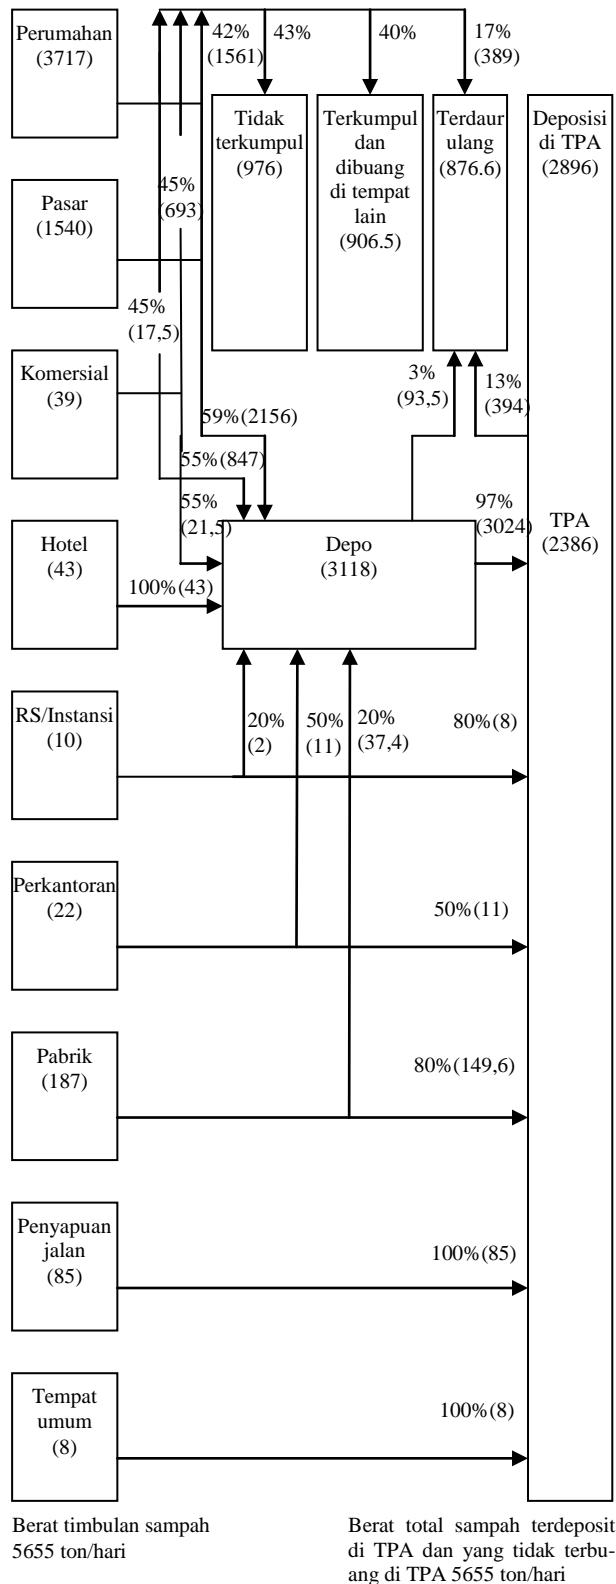 Perumahan
(3717)
42%
(1561)
43%
40%
17%
(389)
Tidak
terkumpul
(976)
Terkumpul
dan
dibuang
di tempat
lain
(906.5)
Terdaur
ulang
(876.6)
Deposisi
di TPA
(2896)
45%
(693)
Pasar
(1540)
45%
(17,5)
Komersial
(39)
3%
(93,5)
13%
(394)
59%(2156)
55%(847)
55%
(21,5)
97%
(3024)
Hotel
(43)
Depo
(3118)
TPA
(2386)
100%(43)
RS/Instansi
(10)
20%
(2)
50%
(11)
20%
(37,4)
80%(8)
Perkantoran
(22)
50%(11)
Pabrik
(187)
80%(149,6)
Penyapuan
jalan
(85)
100%(85)
Tempat
umum
(8)
100%(8)
Berat timbulan sampah
5655 ton/hari
Berat total sampah terdeposit
di TPA dan yang tidak terbu-
ang di TPA 5655 ton/hari